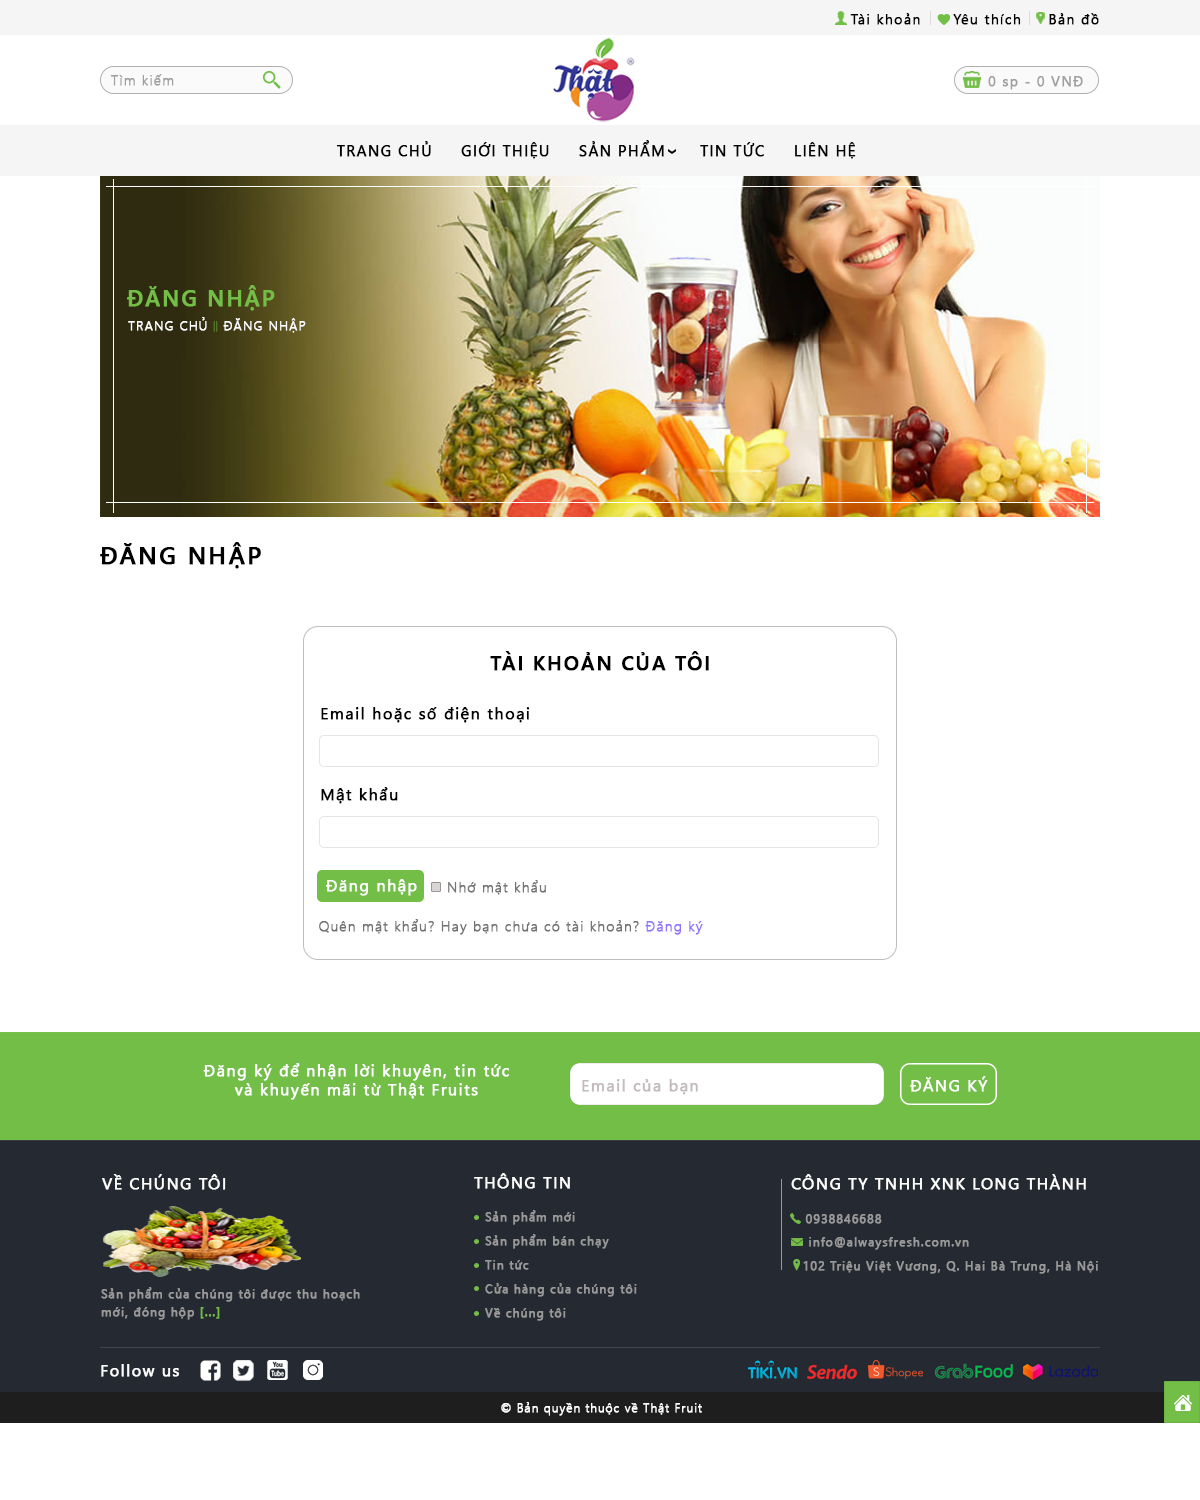 Tài khoản
Yêu thích
Bản đồ
Tìm kiếm
Thật
®
0 sp - 0 VNĐ
TRANG CHỦ
GIỚI THIỆU
SẢN PHẨM
TIN TỨC
LIÊN HỆ
ĐĂNG NHẬP
TRANG CHỦ || ĐĂNG NHẬP
ĐĂNG NHẬP
TÀI KHOẢN CỦA TÔI
Email hoặc số điện thoại
Mật khẩu
Đăng nhập
Nhớ mật khẩu
Quên mật khẩu? Hay bạn chưa có tài khoản? Đăng ký
Đăng ký để nhận lời khuyên, tin tức
và khuyến mãi từ Thật Fruits
Email của bạn
ĐĂNG KÝ
VỀ CHÚNG TÔI
Sản phẩm của chúng tôi được thu hoạch
mới, đóng hộp [...]
THÔNG TIN
Sản phẩm mới
Sản phẩm bán chạy
Tin tức
Cửa hàng của chúng tôi
Về chúng tôi
CÔNG TY TNHH XNK LONG THÀNH
0938846688
info@alwaysfresh.com.vn
102 Triệu Việt Vương, Q. Hai Bà Trưng, Hà Nội
Follow us
You
Tube
TIKI.VN
Sendo
Shopee
GrabFood
Lazada
© Bản quyền thuộc về Thật Fruit